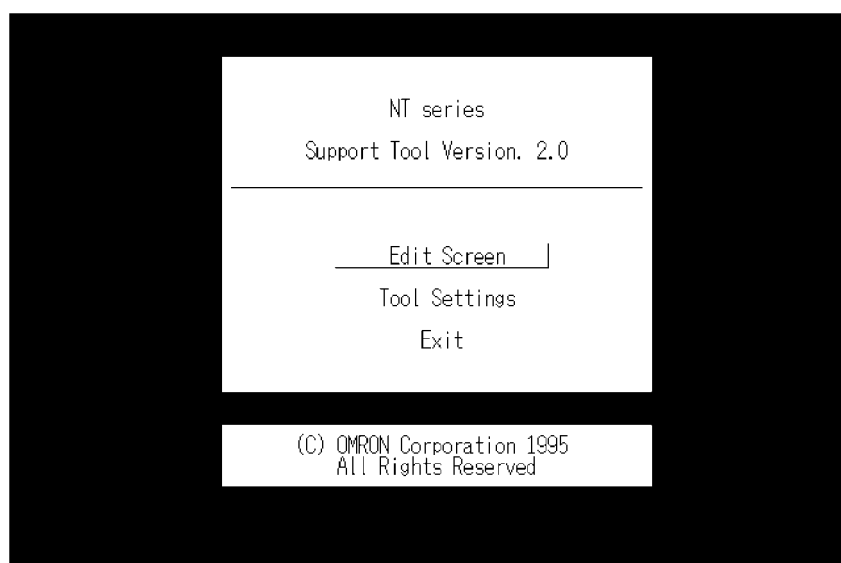 NT series
Support Tool Version. 2.0
Edit Screen
Tool Settings
Exit
(C) OMRON Corporation 1995
All Rights Reserved